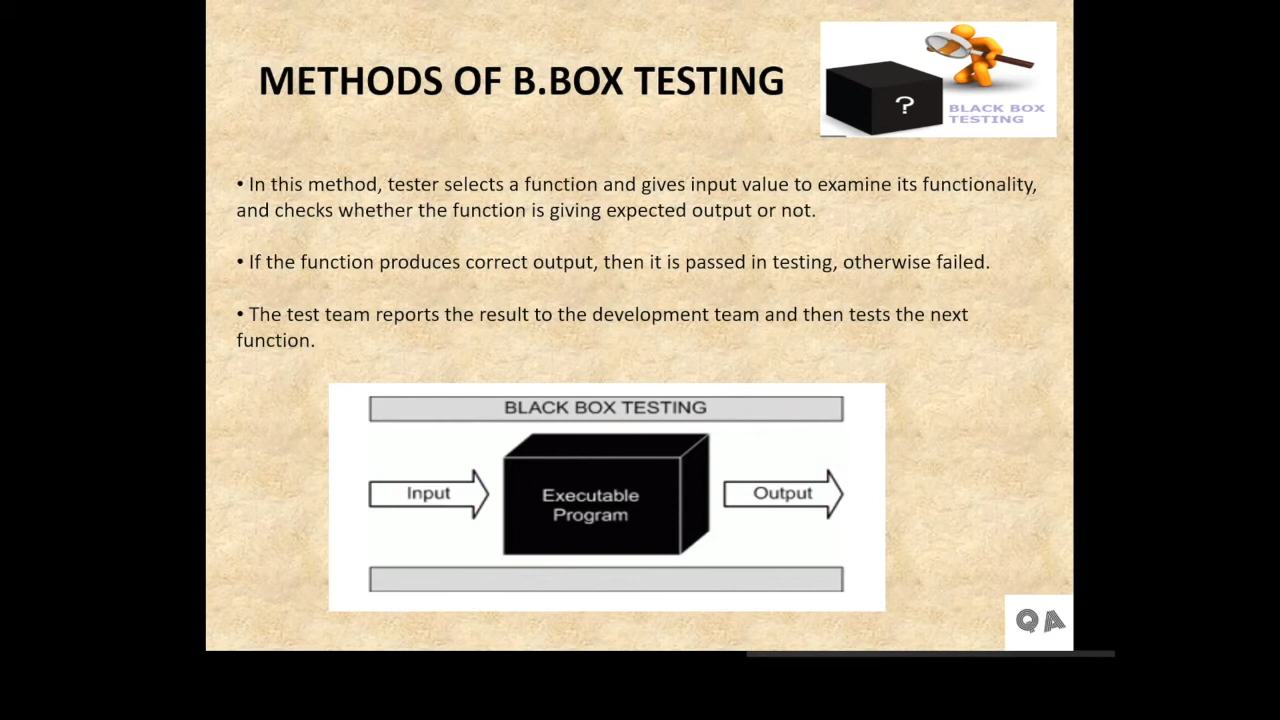 METHODS OF B.BOX TESTING
?
BLACK BOX
TESTING
• In this method, tester selects a function and gives input value to examine its functionality,
and checks whether the function is giving expected output or not.
• If the function produces correct output, then it is passed in testing, otherwise failed.
• The test team reports the result to the development team and then tests the next
function.
BLACK BOX TESTING
Input
Executable
Program
Output
QA